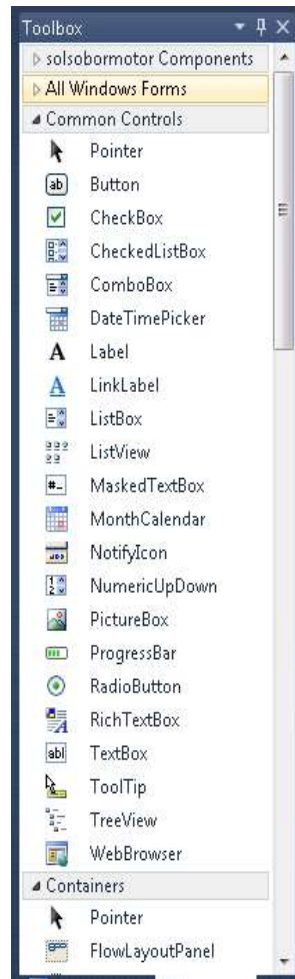 Toolbox
solsobormotor Components
All Windows Forms
Common Controls
Pointer
Button
CheckBox
CheckedListBox
ComboBox
DateTimePicker
Label
LinkLabel
ListBox
ListView
MaskedTextBox
MonthCalendar
NotifyIcon
NumericUpDown
PictureBox
ProgressBar
RadioButton
RichTextBox
TextBox
ToolTip
TreeView
WebBrowser
Containers
Pointer
FlowLayoutPanel